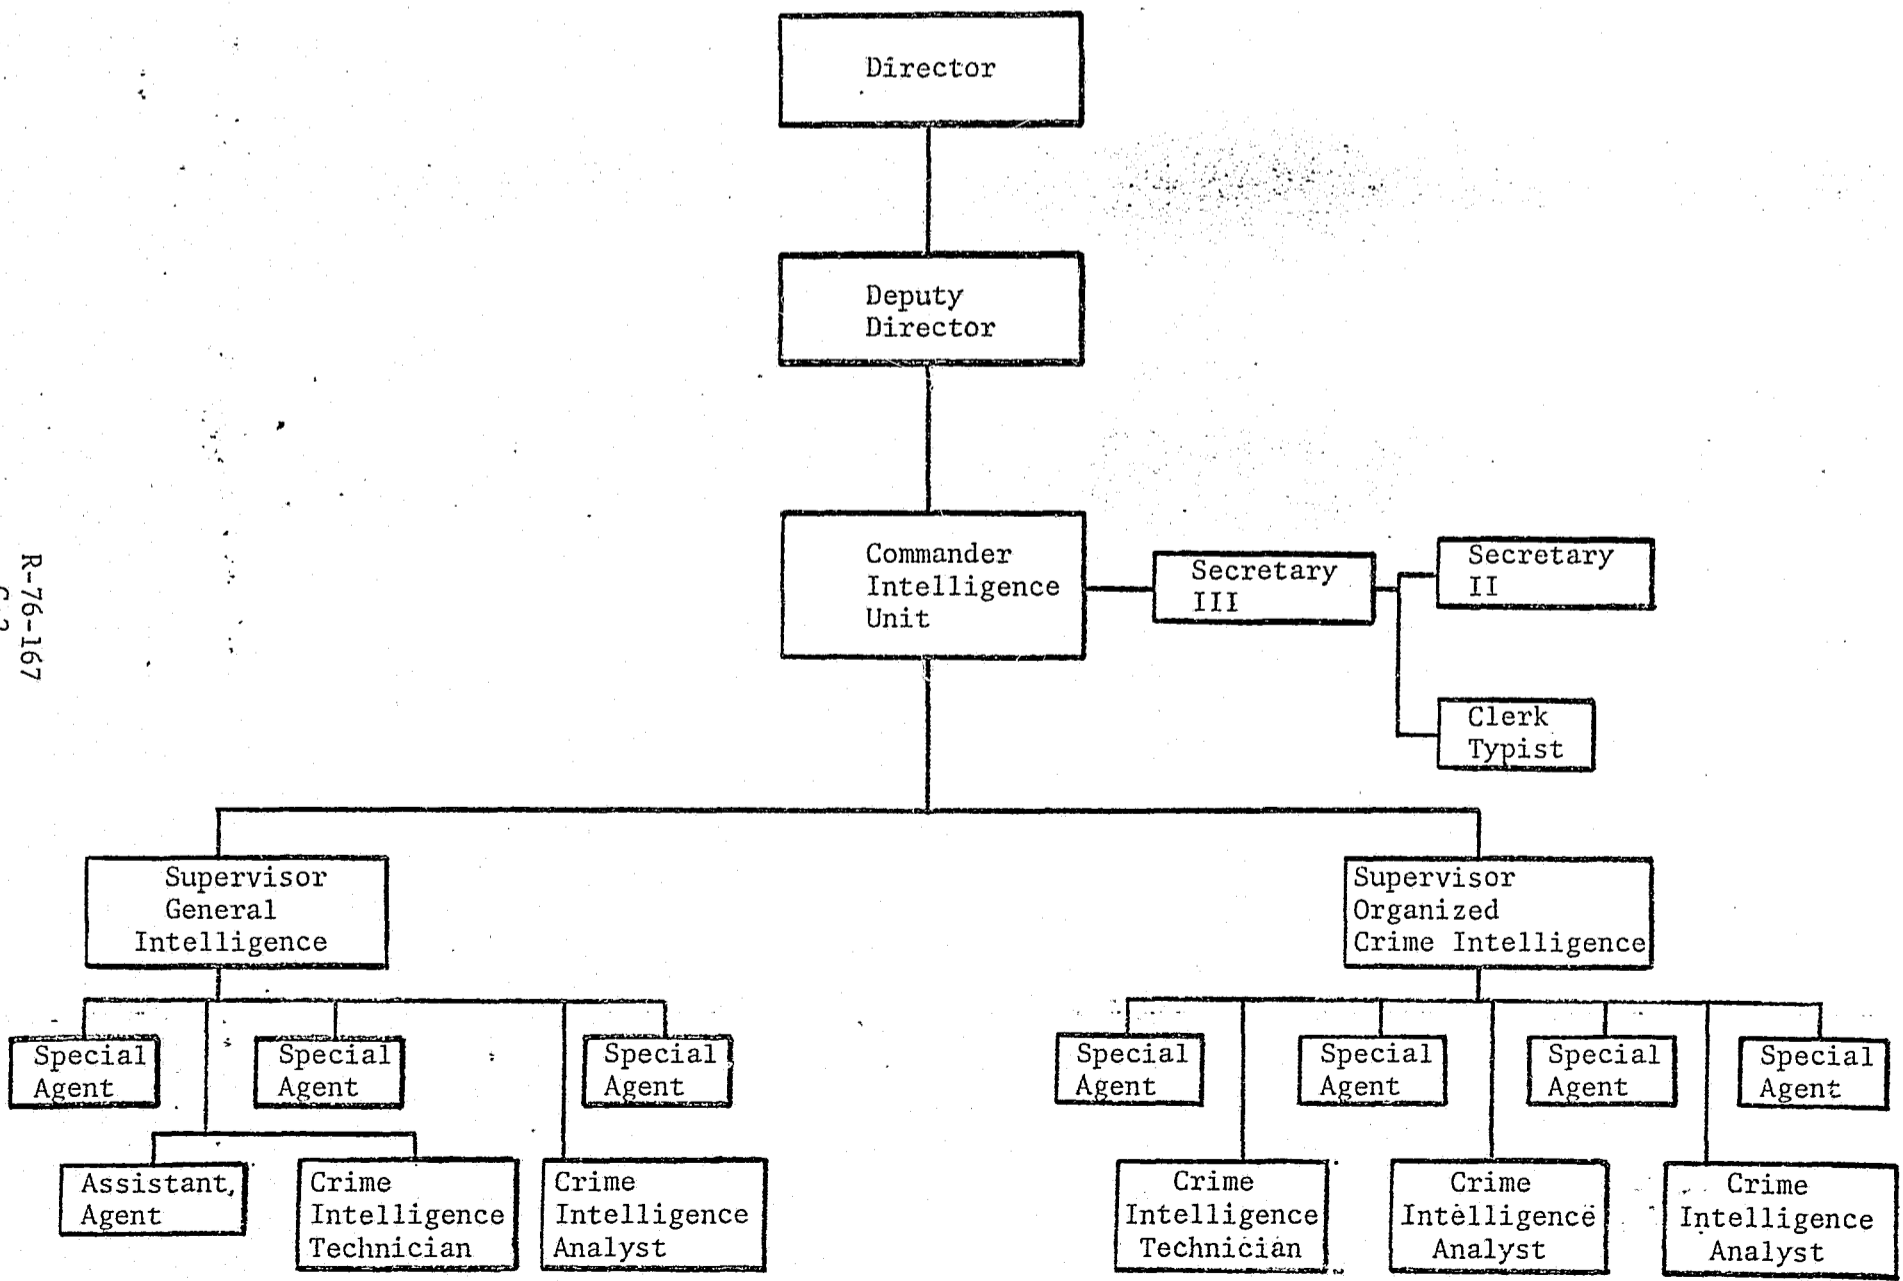 Director
Deputy
Director
Commander
Intelligence
Unit
Secretary
III
Secretary
II
Clerk
Typist
R-76-167
Supervisor
General
Intelligence
Supervisor
Organized
Crime Intelligence
Special
Agent
Special
Agent
Special
Agent
Special
Agent
Special
Agent
Special
Agent
Special
Agent
Assistant,
Agent
Crime
Intelligence
Technician
Crime
Intelligence
Analyst
Crime
Intelligence
Technician
Crime
Intelligence
Analyst
Crime
Intelligence
Analyst